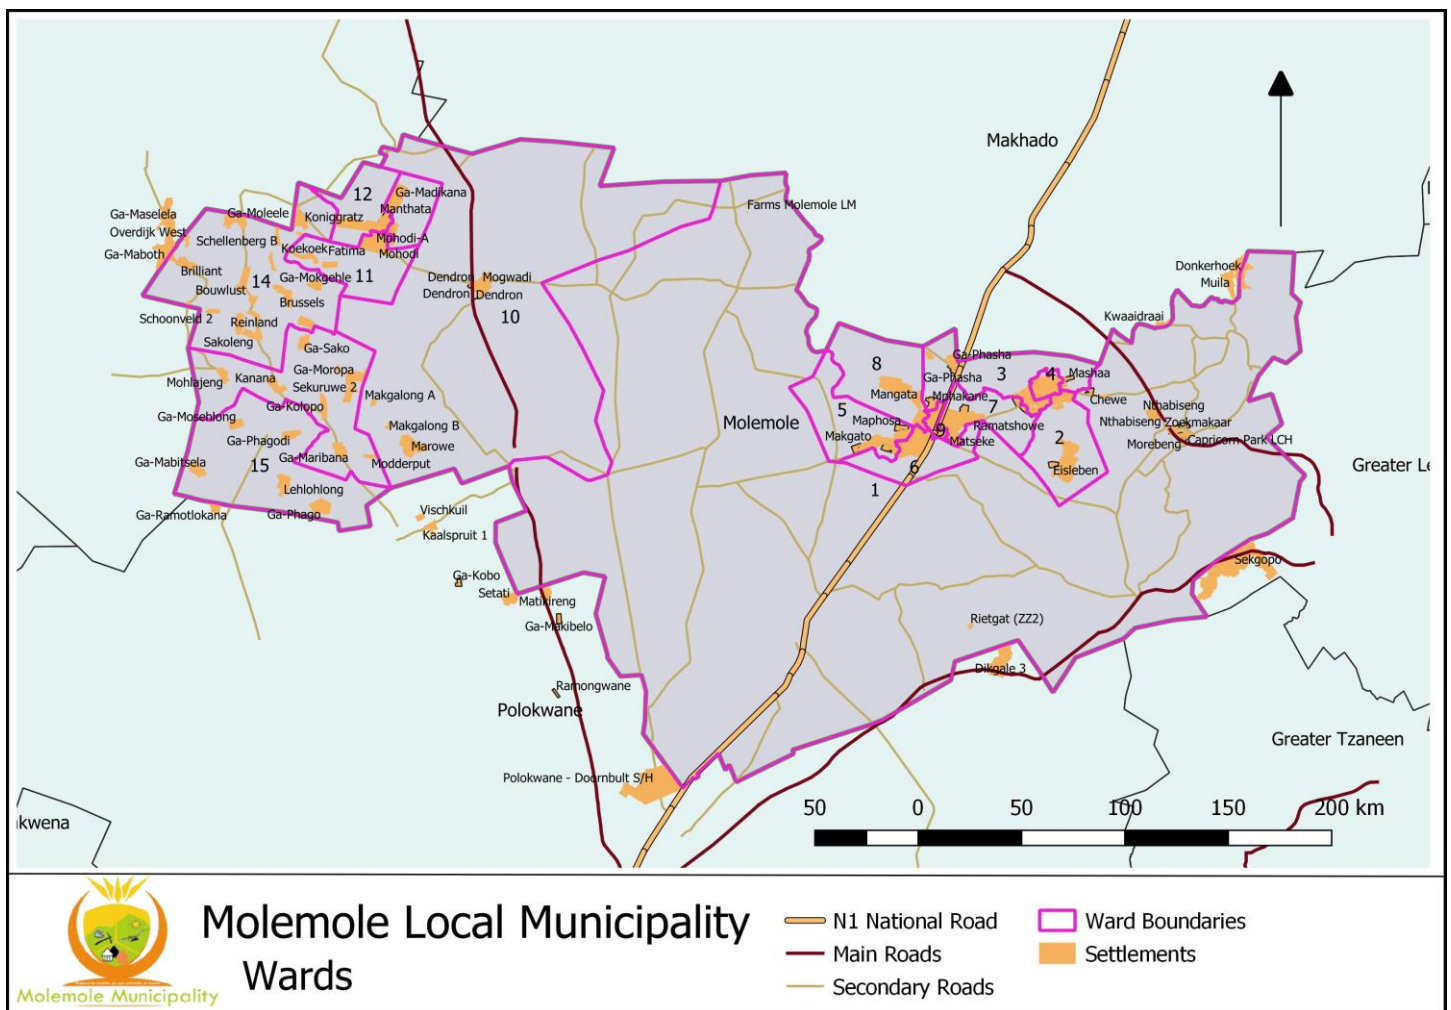 7
Makhado
12
Ga-Madikana
Manthata
Ga-Maselela
Ga-Moleele
Koniggratz
Farms Molemole LM
Overdijk West
Schellenberg B
Mohodi-A
Ga-Maboth
Koekoek
Fatima
Mohodi
Donkerhoek
Brilliant
14
Ga-Mokgehle
11
Dendron
Mogwadi
Muila
Bouwlust
Brussels
Dendron
Dendron
Schoonveld 2
Reinland
10
Kwaaidraai
Sakoleng
Ga-Sako
Ga-Phasha
8
3
4
Mashaa
Mohlajeng
Kanana
Ga-Moropa
Ga-Phasha
Sekuruwe 2
Makgalong A
Mangata
Mphakane
7
Chewe
Ga-Kolopo
5
Nthabiseng
Ga-Mosehlong
Molemole
Maphosa
9
Ramatshowe
Nthabiseng
Zoekmakaar
Makgalong B
Ga-Phagodi
Makgato
Matseke
2
Morebeng
Capricorn Park LCH
Marowe
Ga-Maribana
Modderput
6
Eisleben
Ga-Mabitsela
15
Greater Le
Lehlohlong
1
Ga-Ramotlokana
Ga-Phago
Vischkuil
Kaalspruit 1
Sekgopo
Ga-Kobo
Setati
Matikireng
Ga-Makibelo
Rietgat (ZZ2)
Dikgale 3
Ramongwane
Polokwane
Greater Tzaneen
Polokwane - Doornbult S/H
50 0 50 100 150 200 km
kwena
Molemole Local Municipality
Wards
Molemole Municipality
N1 National Road
Main Roads
Secondary Roads
Ward Boundaries
Settlements